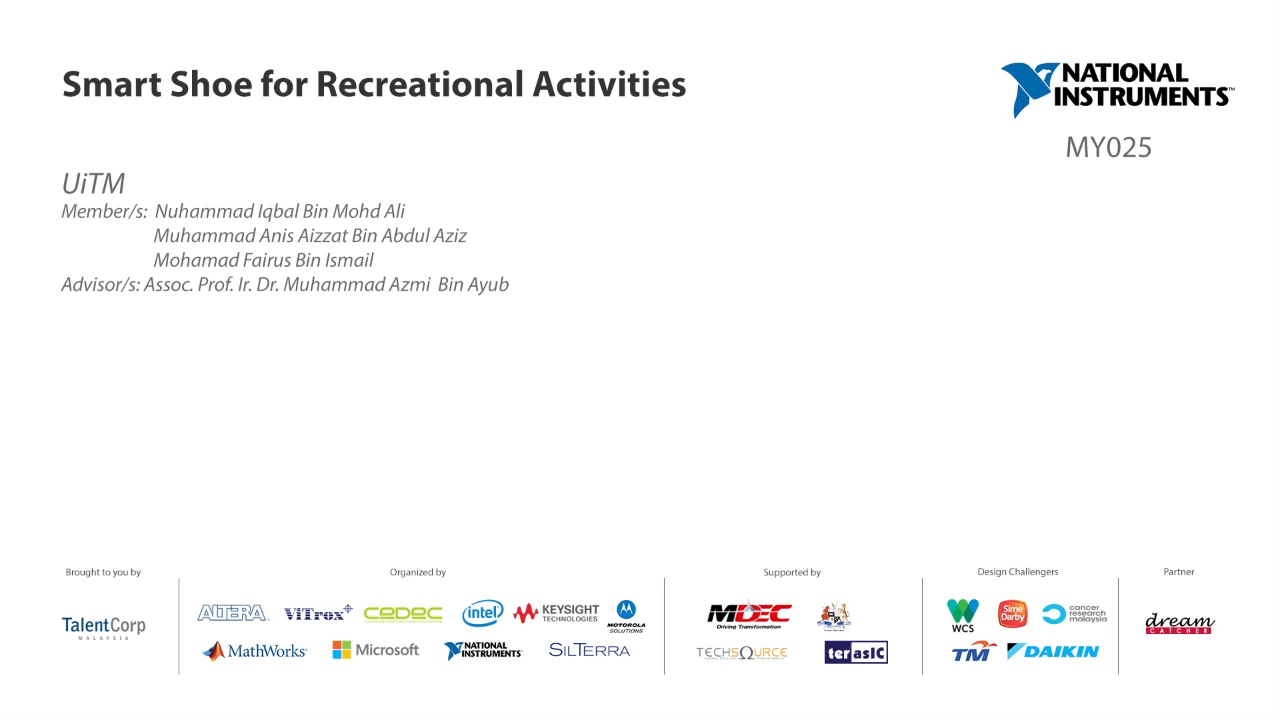 Smart Shoe for Recreational Activities
NATIONAL
INSTRUMENTS™
MY025
UiTM
Member/s: Nuhammad Iqbal Bin Mohd Ali
Muhammad Anis Aizzat Bin Abdul Aziz
Mohamad Fairus Bin Ismail
Advisor/s: Assoc. Prof. Ir. Dr. Muhammad Azmi Bin Ayub
Brought to you by
TalentCorp
MALAYSIA
Organized by
ALTERA
ViTrox
CEDEC
intel
KEYSIGHT
TECHNOLOGIES
MOTOROLA
SOLUTIONS
MathWorks
Microsoft
NATIONAL
INSTRUMENTS
SILTERRA
Supported by
MDEC
Driving Transformation
TECHSOURCE
terasIC
Design Challengers
WCS
Sime
Darby
cancer
research
malaysia
TM
DAIKIN
Partner
dream
CATCHER